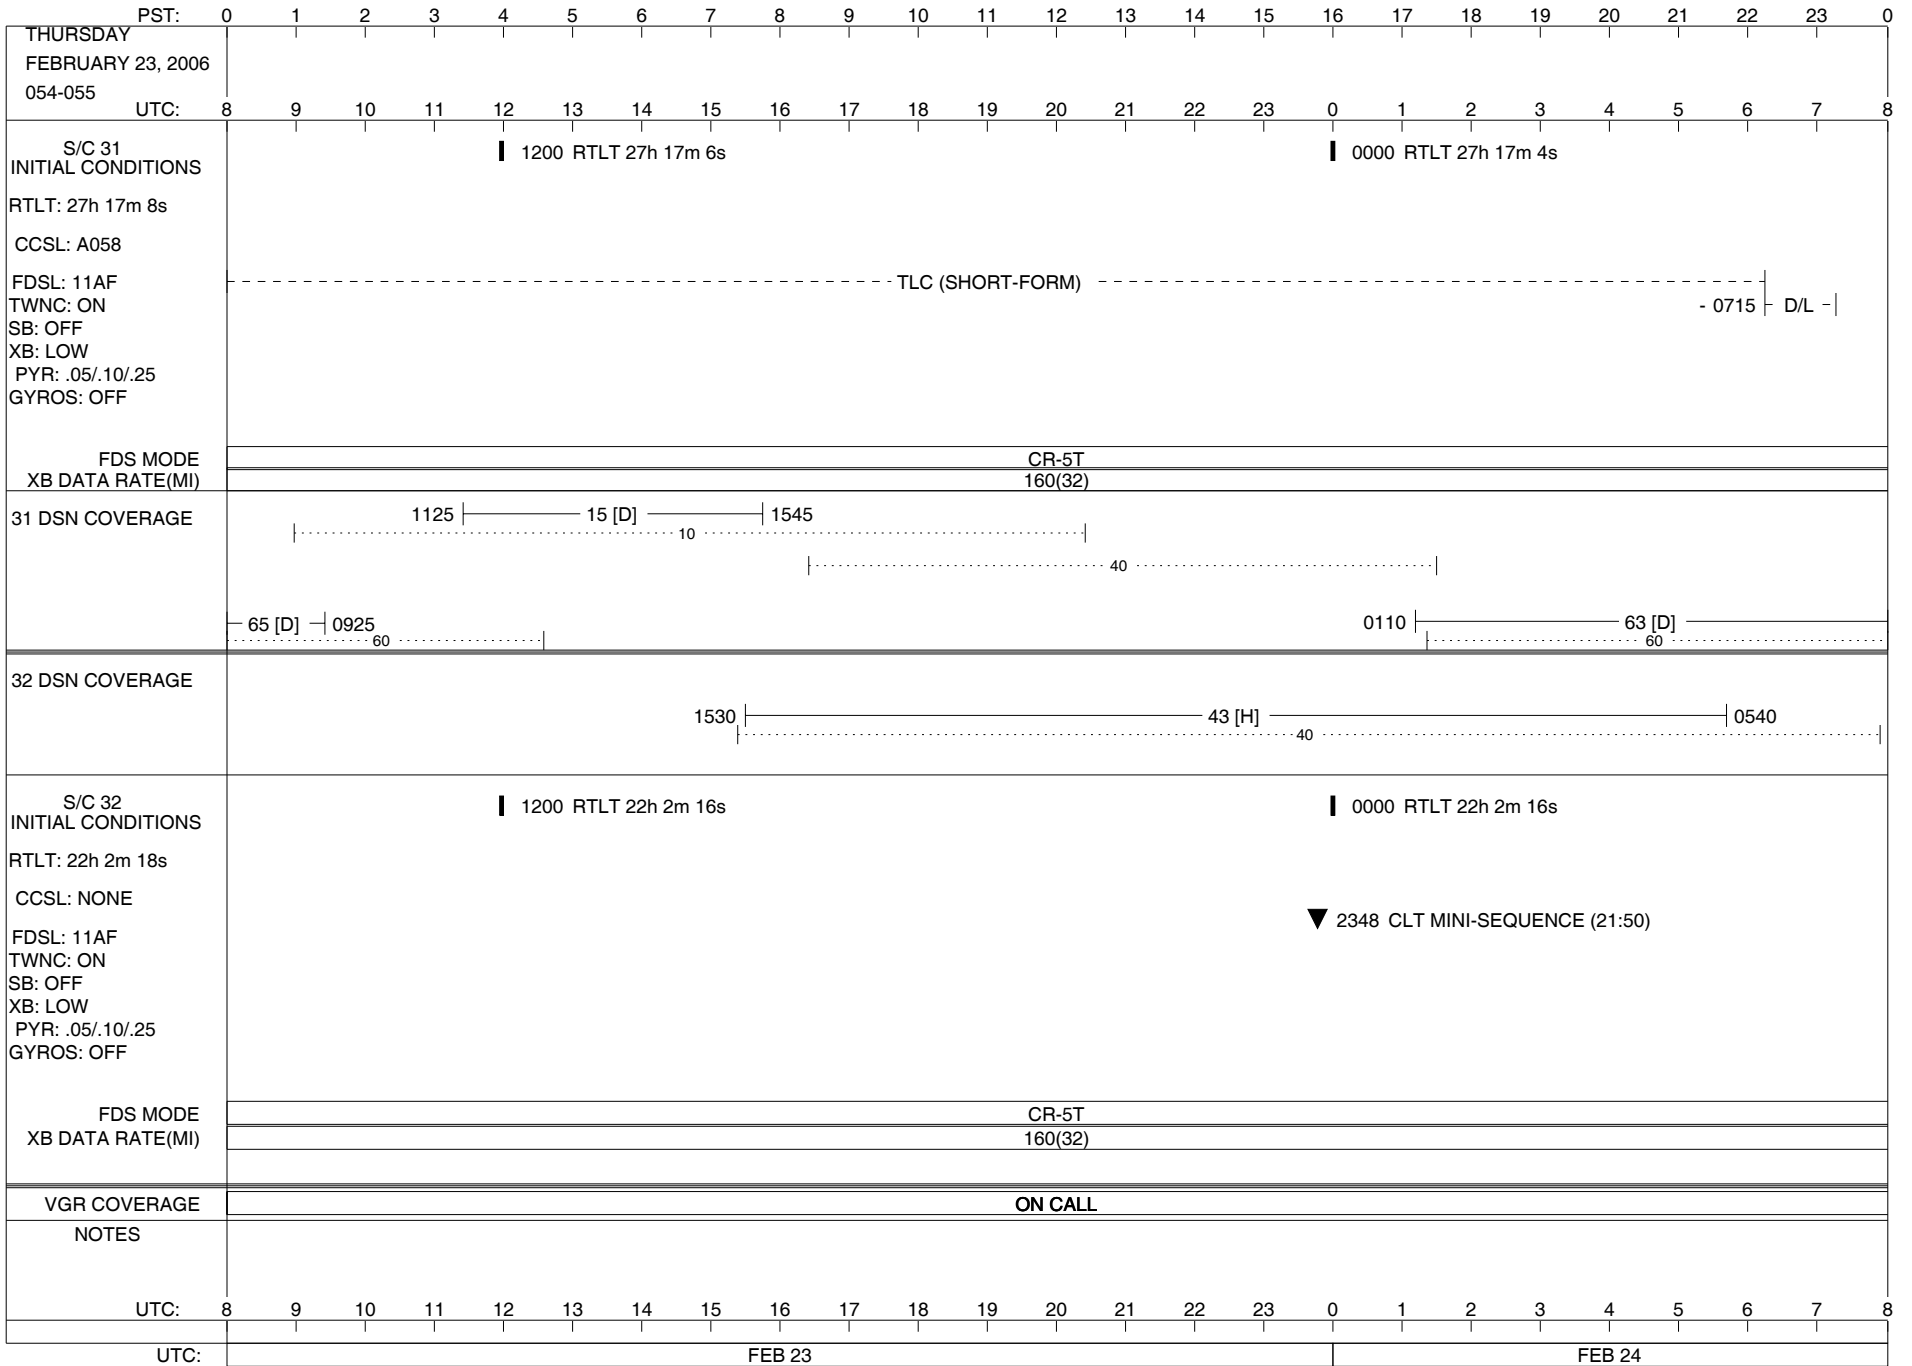 PST: 0 1 2 3 4 5 6 7 8 9 10 11 12 13 14 15 16 17 18 19 20 21 22 23 0
THURSDAY
FEBRUARY 23, 2006
054-055
UTC: 8 9 10 11 12 13 14 15 16 17 18 19 20 21 22 23 0 1 2 3 4 5 6 7 8
S/C 31
INITIAL CONDITIONS
1200 RTLT 27h 17m 6s
0000 RTLT 27h 17m 4s
RTLT: 27h 17m 8s
CCSL: A058
FDSL: 11AF
TLC (SHORT-FORM)
TWNC: ON
- 0715 D/L
SB: OFF
XB: LOW
PYR: .05/.10/.25
GYROS: OFF
FDS MODE
CR-5T
XB DATA RATE(MI)
160(32)
31 DSN COVERAGE
1125 15 [D] 1545
10
40
65 [D] 0925
60
0110 63 [D]
60
32 DSN COVERAGE
1530 43 [H] 0540
40
S/C 32
INITIAL CONDITIONS
1200 RTLT 22h 2m 16s
0000 RTLT 22h 2m 16s
RTLT: 22h 2m 18s
CCSL: NONE
2348 CLT MINI-SEQUENCE (21:50)
FDSL: 11AF
TWNC: ON
SB: OFF
XB: LOW
PYR: .05/.10/.25
GYROS: OFF
FDS MODE
CR-5T
XB DATA RATE(MI)
160(32)
VGR COVERAGE
ON CALL
NOTES
UTC: 8 9 10 11 12 13 14 15 16 17 18 19 20 21 22 23 0 1 2 3 4 5 6 7 8
UTC: FEB 23 FEB 24